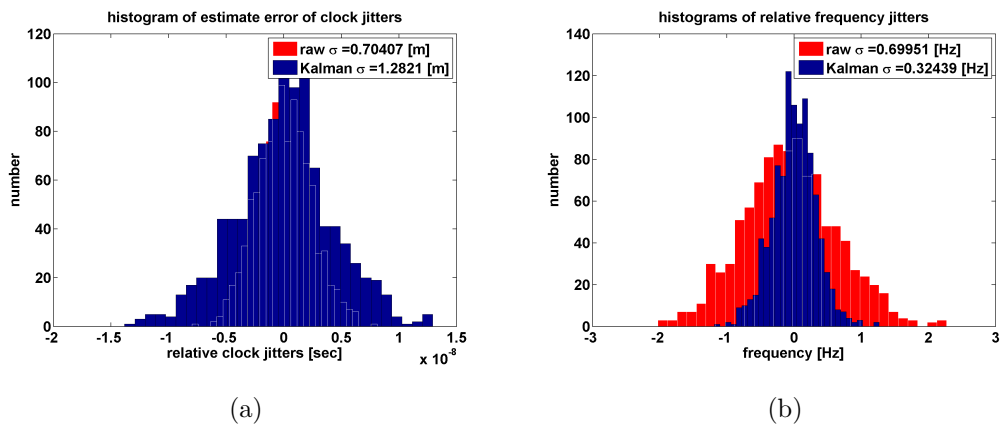 histogram of estimate error of clock jitters
raw σ =0.70407 [m]
Kalman σ =1.2821 [m]
120
100
80
60
40
20
0
number
-2 -1.5 -1 -0.5 0 0.5 1 1.5
relative clock jitters [sec]
x 10⁻⁸
(a)
histograms of relative frequency jitters
raw σ =0.69951 [Hz]
Kalman σ =0.32439 [Hz]
140
120
100
80
60
40
20
0
number
-3 -2 -1 0 1 2 3
frequency [Hz]
(b)